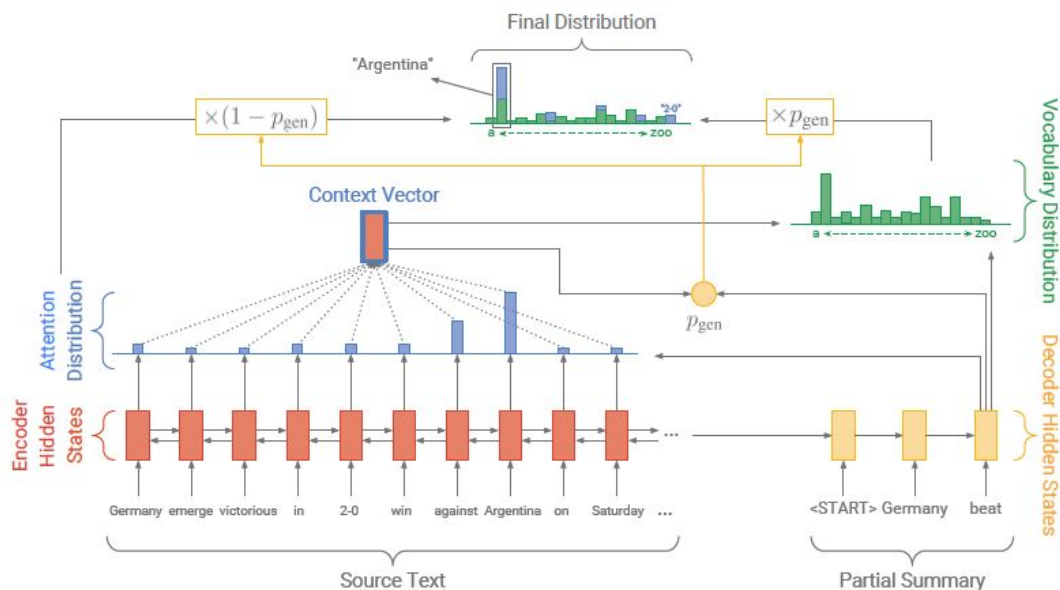 Final Distribution
"Argentina"
"2-0"
a zoo
×(1 − p_gen)
×p_gen
Context Vector
Vocabulary Distribution
a zoo
p_gen
Attention
Distribution
Encoder
Hidden
States
Decoder Hidden States
Germany emerge victorious in 2-0 win against Argentina on Saturday ...
...
<START> Germany beat
Source Text
Partial Summary